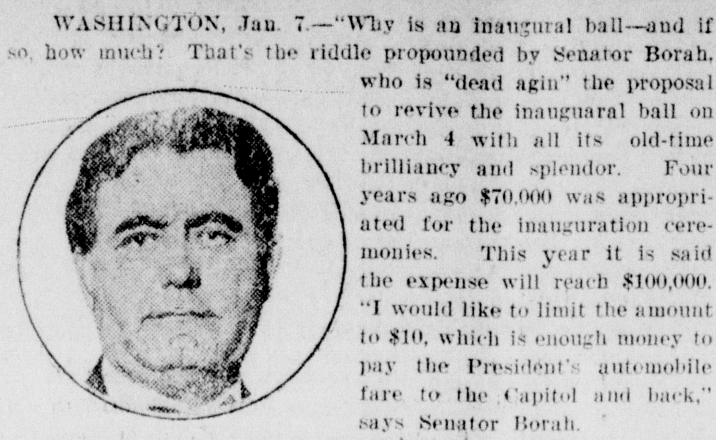 WASHINGTON, Jan. 7.—"Why is an inaugural ball—and if
so, how much? That's the riddle propounded by Senator Borah,
who is "dead agin" the proposal
to revive the inauguaral ball on
March 4 with all its old-time
brilliancy and splendor. Four
years ago $70,000 was appropri-
ated for the inauguration cere-
monies. This year it is said
the expense will reach $100,000.
"I would like to limit the amount
to $10, which is enough money to
pay the President's automobile
fare to the Capitol and back,"
says Senator Borah.